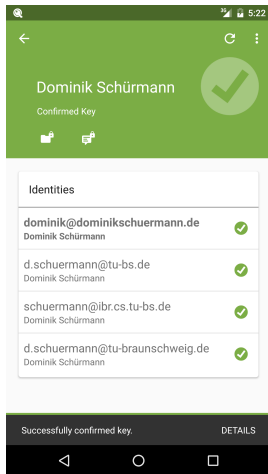 3G
5:22
Dominik Schürmann
Confirmed Key
Identities
dominik@dominikschuermann.de
Dominik Schürmann
d.schuermann@tu-bs.de
Dominik Schürmann
schuermann@ibr.cs.tu-bs.de
Dominik Schürmann
d.schuermann@tu-braunschweig.de
Dominik Schürmann
Successfully confirmed key.
DETAILS